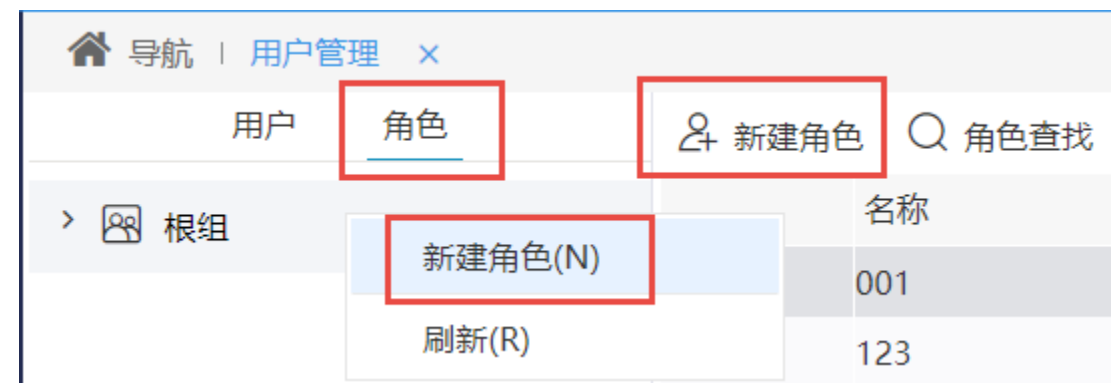 导航 | 用户管理 ×
用户 角色 新建角色 角色查找
根组 名称
新建角色(N)
001
刷新(R)
123